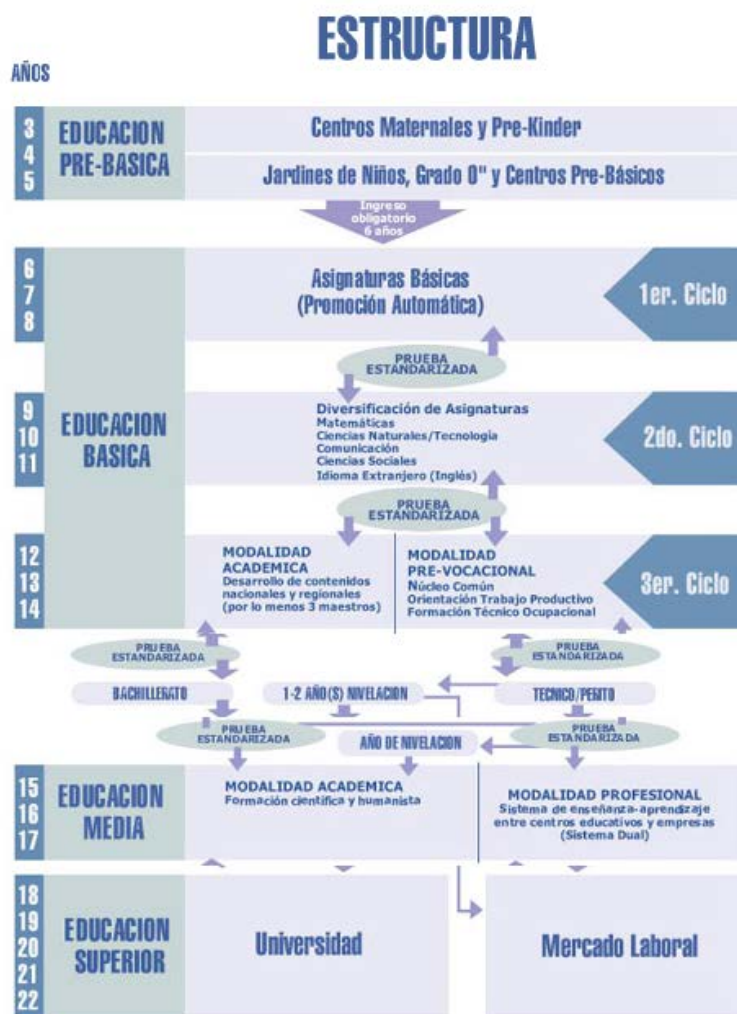 ESTRUCTURA
AÑOS
3
4
5
EDUCACION
PRE-BASICA
Centros Maternales y Pre-Kinder
Jardines de Niños, Grado 0" y Centros Pre-Básicos
Ingreso
obligatorio
6 años
6
7
8
Asignaturas Básicas
(Promoción Automática)
1er. Ciclo
PRUEBA
ESTANDARIZADA
9
10
11
EDUCACION
BASICA
Diversificación de Asignaturas
Matemáticas
Ciencias Naturales/Tecnología
Comunicación
Ciencias Sociales
Idioma Extranjero (Inglés)
2do. Ciclo
PRUEBA
ESTANDARIZADA
12
13
14
MODALIDAD
ACADEMICA
Desarrollo de contenidos
nacionales y regionales
(por lo menos 3 maestros)
MODALIDAD
PRE-VOCACIONAL
Núcleo Común
Orientación Trabajo Productivo
Formación Técnico Ocupacional
3er. Ciclo
PRUEBA
ESTANDARIZADA
PRUEBA
ESTANDARIZADA
BACHILLERATO
1-2 AÑO(S) NIVELACION
TECNICO/PERITO
PRUEBA
ESTANDARIZADA
AÑO DE NIVELACION
PRUEBA
ESTANDARIZADA
15
16
17
EDUCACION
MEDIA
MODALIDAD ACADEMICA
Formación científica y humanista
MODALIDAD PROFESIONAL
Sistema de enseñanza-aprendizaje
entre centros educativos y empresas
(Sistema Dual)
18
19
20
21
22
EDUCACION
SUPERIOR
Universidad
Mercado Laboral